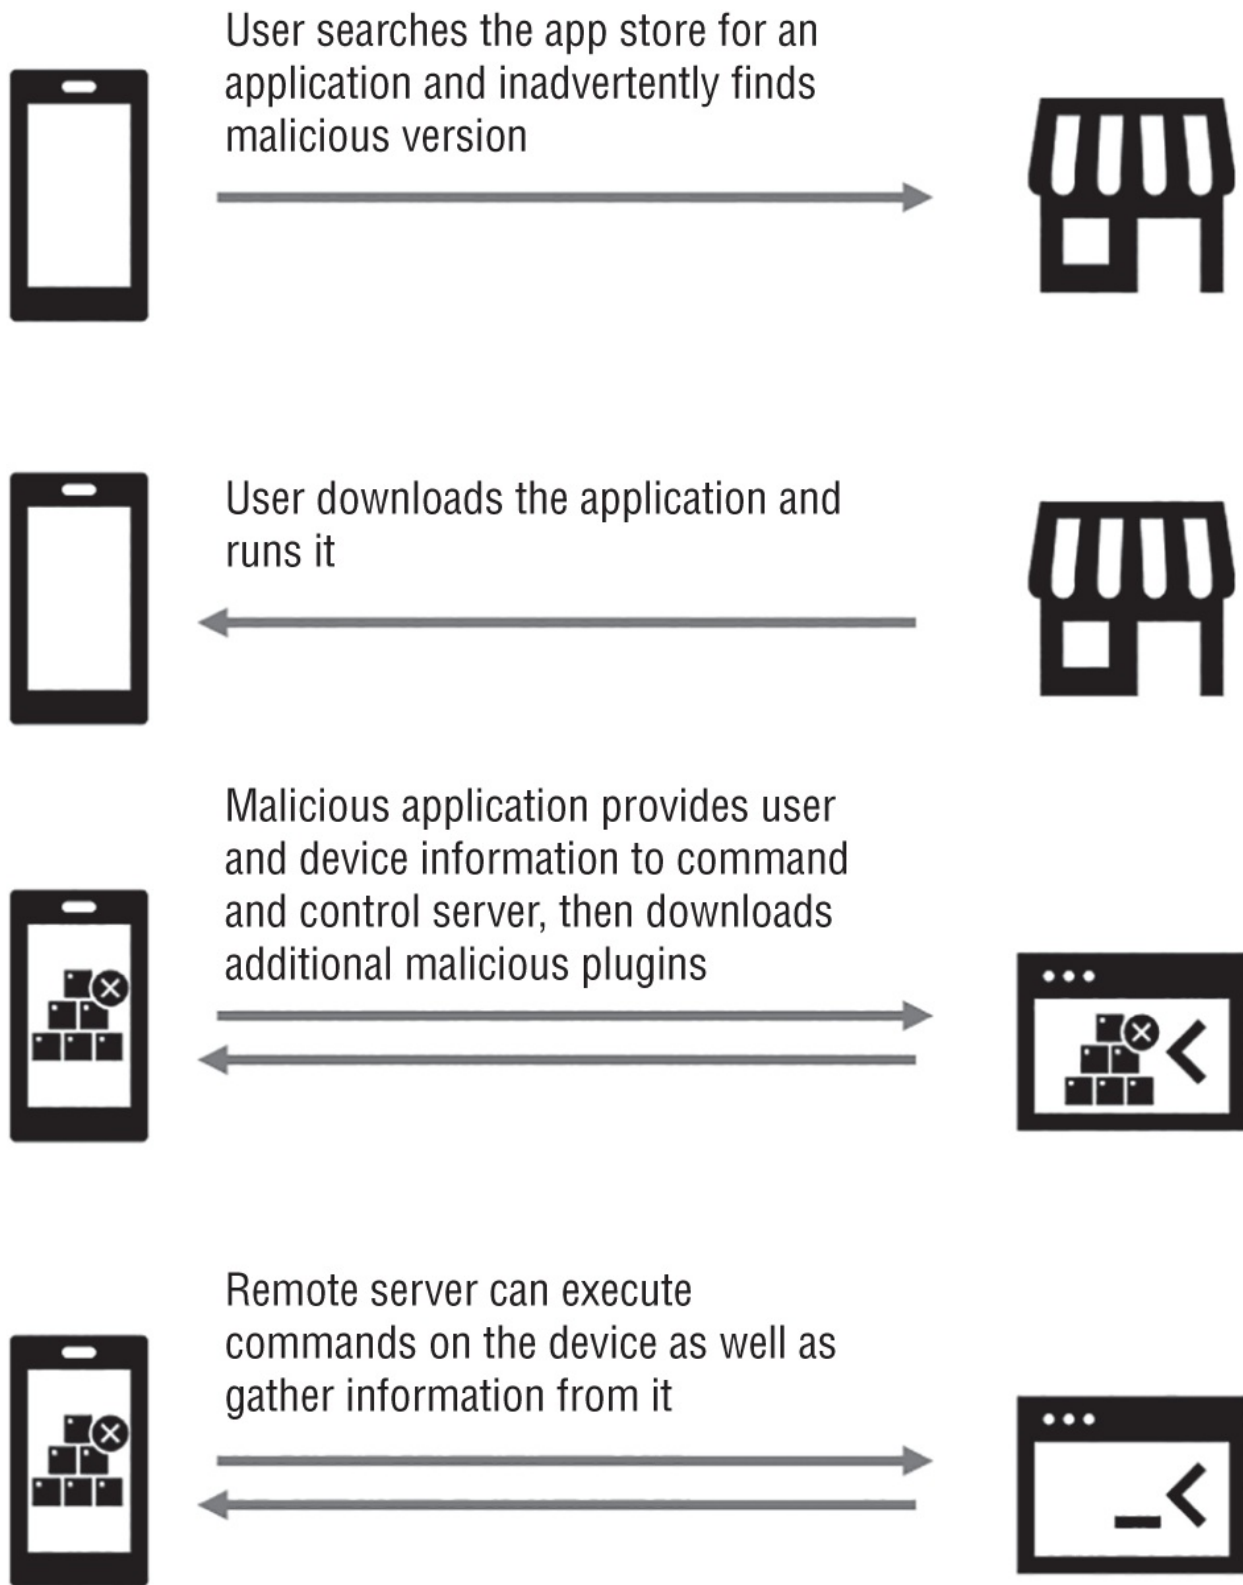 User searches the app store for an
application and inadvertently finds
malicious version
User downloads the application and
runs it
Malicious application provides user
and device information to command
and control server, then downloads
additional malicious plugins
Remote server can execute
commands on the device as well as
gather information from it